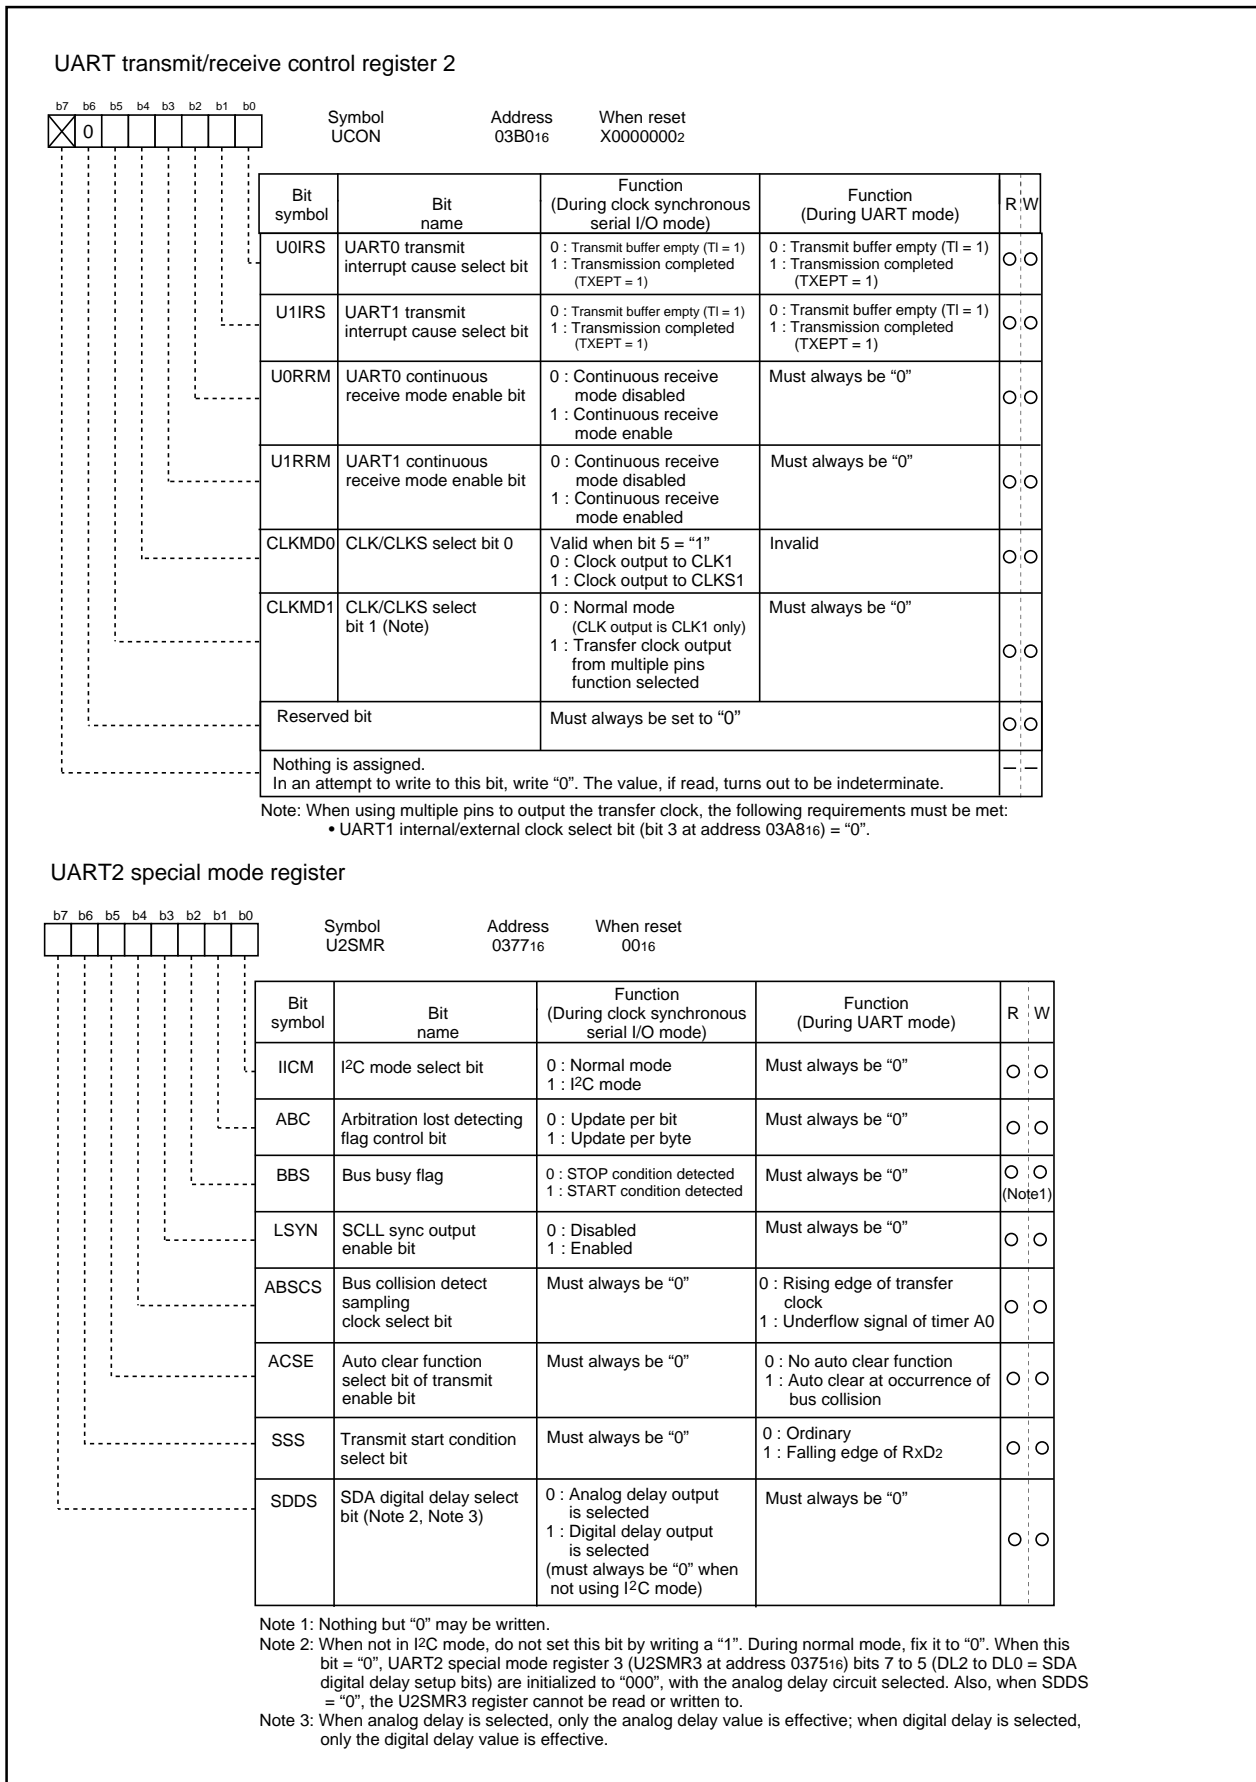 UART transmit/receive control register 2
b7 b6 b5 b4 b3 b2 b1 b0
0
Symbol Address When reset
UCON 03B016 X00000002
Bit symbol Bit name Function (During clock synchronous serial I/O mode) Function (During UART mode) R W
U0IRS UART0 transmit interrupt cause select bit
0 : Transmit buffer empty (TI = 1)
1 : Transmission completed
(TXEPT = 1)
0 : Transmit buffer empty (TI = 1)
1 : Transmission completed
(TXEPT = 1)
U1IRS UART1 transmit interrupt cause select bit
0 : Transmit buffer empty (TI = 1)
1 : Transmission completed
(TXEPT = 1)
0 : Transmit buffer empty (TI = 1)
1 : Transmission completed
(TXEPT = 1)
U0RRM UART0 continuous receive mode enable bit
0 : Continuous receive
mode disabled
1 : Continuous receive
mode enable
Must always be “0”
U1RRM UART1 continuous receive mode enable bit
0 : Continuous receive
mode disabled
1 : Continuous receive
mode enabled
Must always be “0”
CLKMD0 CLK/CLKS select bit 0
Valid when bit 5 = “1”
0 : Clock output to CLK1
1 : Clock output to CLKS1
Invalid
CLKMD1 CLK/CLKS select bit 1 (Note)
0 : Normal mode
(CLK output is CLK1 only)
1 : Transfer clock output
from multiple pins
function selected
Must always be “0”
Reserved bit Must always be set to “0”
Nothing is assigned.
In an attempt to write to this bit, write “0”. The value, if read, turns out to be indeterminate.
Note: When using multiple pins to output the transfer clock, the following requirements must be met:
• UART1 internal/external clock select bit (bit 3 at address 03A816) = “0”.
UART2 special mode register
b7 b6 b5 b4 b3 b2 b1 b0
Symbol Address When reset
U2SMR 037716 0016
Bit symbol Bit name Function (During clock synchronous serial I/O mode) Function (During UART mode) R W
IICM I2C mode select bit
0 : Normal mode
1 : I2C mode
Must always be “0”
ABC Arbitration lost detecting flag control bit
0 : Update per bit
1 : Update per byte
Must always be “0”
BBS Bus busy flag
0 : STOP condition detected
1 : START condition detected
Must always be “0”
(Note1)
LSYN SCLL sync output enable bit
0 : Disabled
1 : Enabled
Must always be “0”
ABSCS Bus collision detect sampling clock select bit
Must always be “0”
0 : Rising edge of transfer
clock
1 : Underflow signal of timer A0
ACSE Auto clear function select bit of transmit enable bit
Must always be “0”
0 : No auto clear function
1 : Auto clear at occurrence of
bus collision
SSS Transmit start condition select bit
Must always be “0”
0 : Ordinary
1 : Falling edge of RXD2
SDDS SDA digital delay select bit (Note 2, Note 3)
0 : Analog delay output
is selected
1 : Digital delay output
is selected
(must always be “0” when
not using I2C mode)
Must always be “0”
Note 1: Nothing but “0” may be written.
Note 2: When not in I2C mode, do not set this bit by writing a “1”. During normal mode, fix it to “0”. When this
bit = “0”, UART2 special mode register 3 (U2SMR3 at address 037516) bits 7 to 5 (DL2 to DL0 = SDA
digital delay setup bits) are initialized to “000”, with the analog delay circuit selected. Also, when SDDS
= “0”, the U2SMR3 register cannot be read or written to.
Note 3: When analog delay is selected, only the analog delay value is effective; when digital delay is selected,
only the digital delay value is effective.